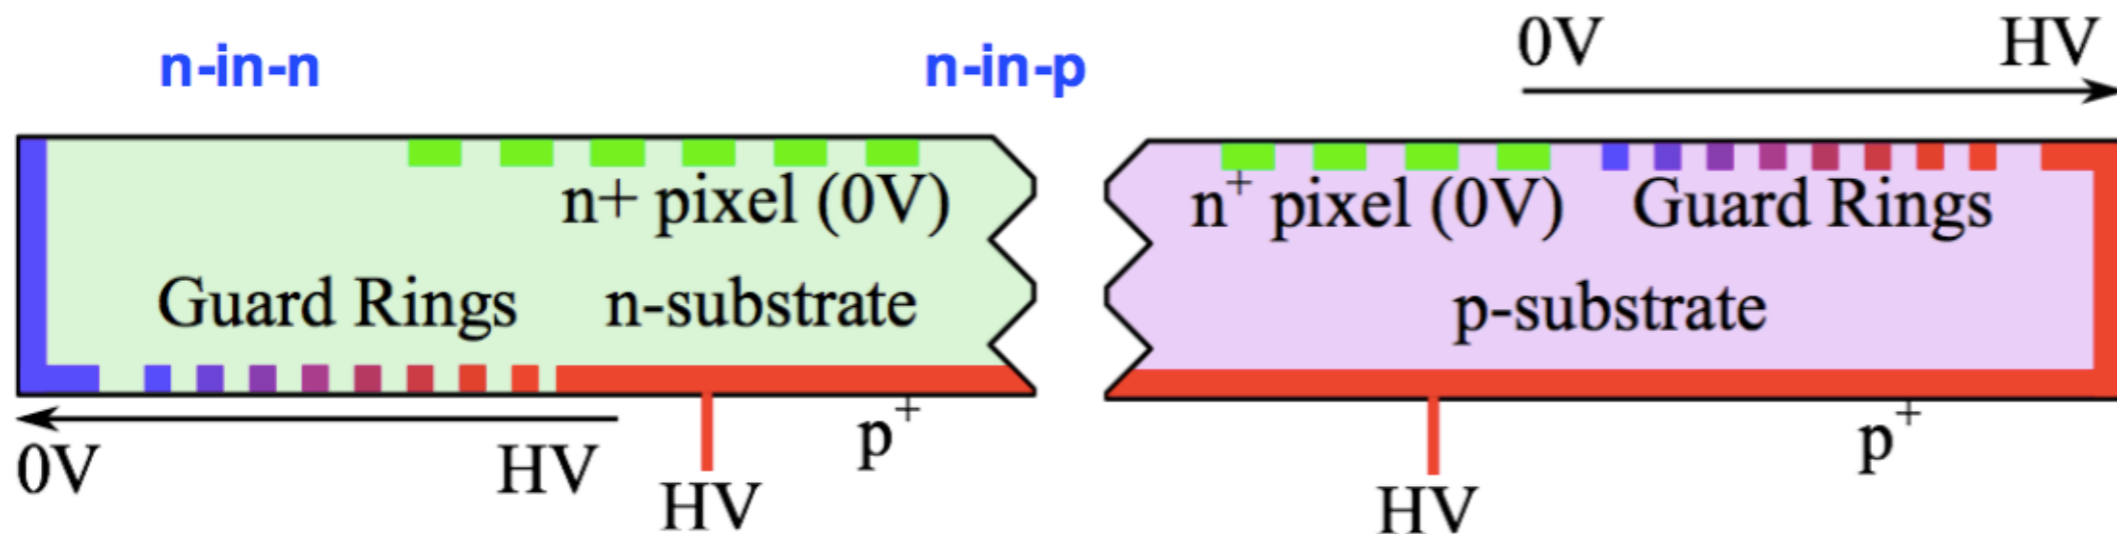 n-in-n
n-in-p
0V HV
n+ pixel (0V)
n⁺ pixel (0V) Guard Rings
Guard Rings n-substrate
p-substrate
0V HV
HV
p⁺
HV
p⁺